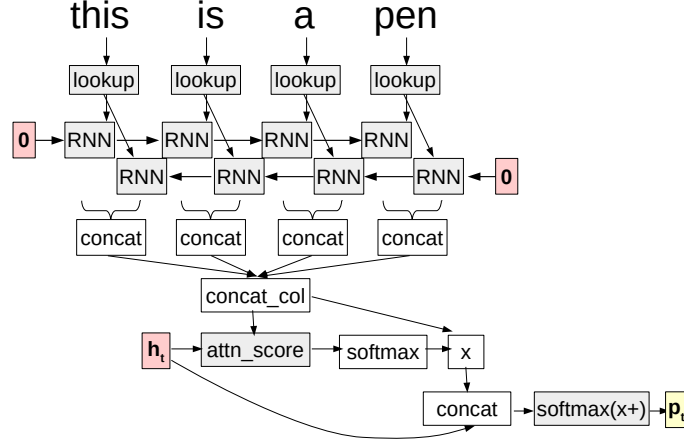 this is a pen
lookup lookup lookup lookup
0 RNN RNN RNN RNN
RNN RNN RNN RNN 0
concat concat concat concat
concat_col
h_t attn_score softmax x
concat softmax(x+) p_t